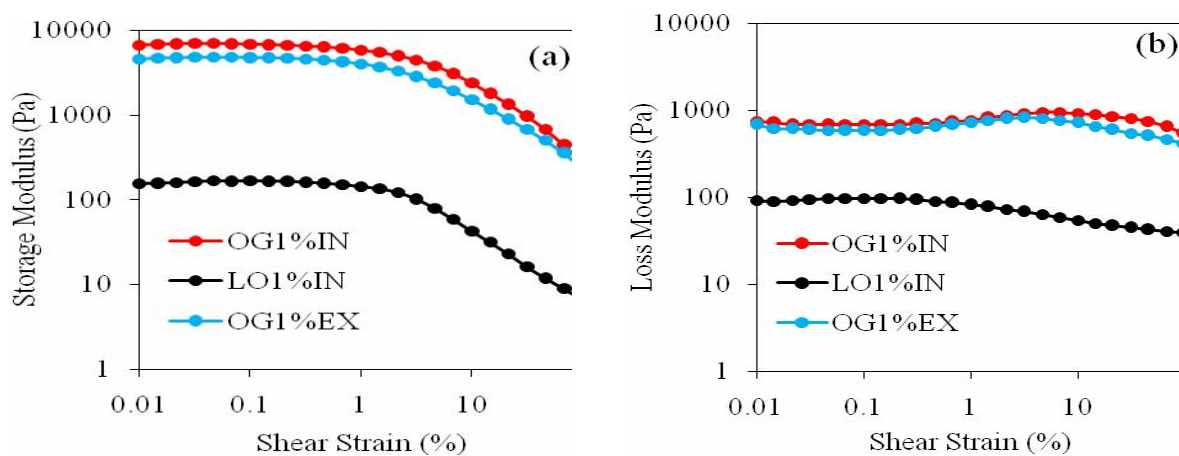 (a)
Storage Modulus (Pa)
10000
1000
100
10
1
OG1%IN
LO1%IN
OG1%EX
0.01 0.1 1 10
Shear Strain (%)
(b)
Loss Modulus (Pa)
10000
1000
100
10
1
OG1%IN
LO1%IN
OG1%EX
0.01 0.1 1 10
Shear Strain (%)